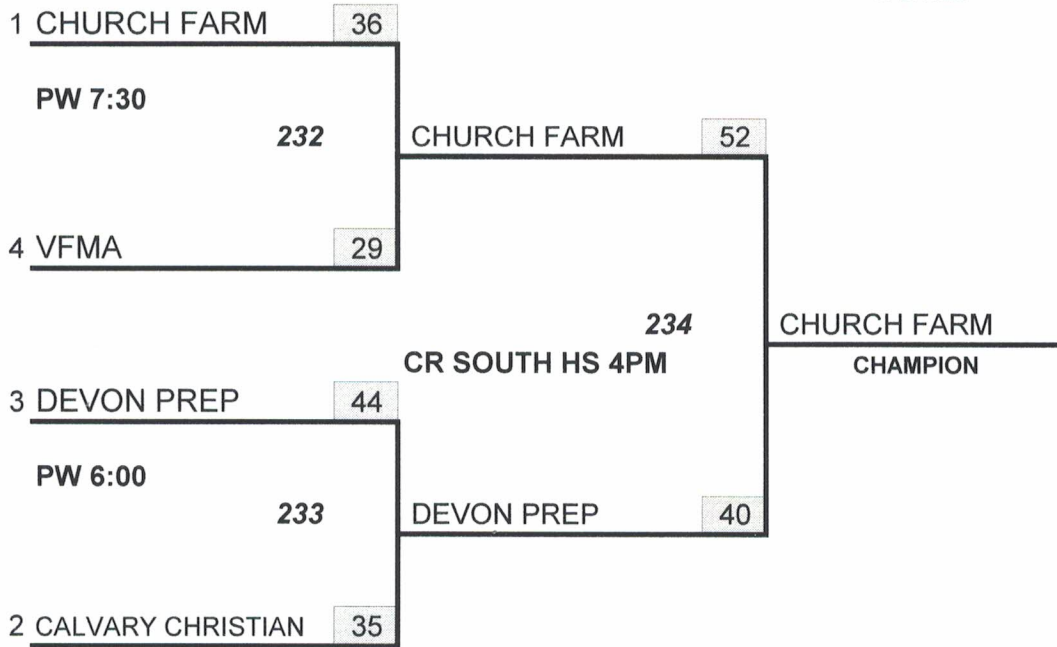 1 CHURCH FARM 36
PW 7:30
232
CHURCH FARM 52
4 VFMA 29
234
CR SOUTH HS 4PM
CHURCH FARM
CHAMPION
3 DEVON PREP 44
PW 6:00
233
DEVON PREP 40
2 CALVARY CHRISTIAN 35